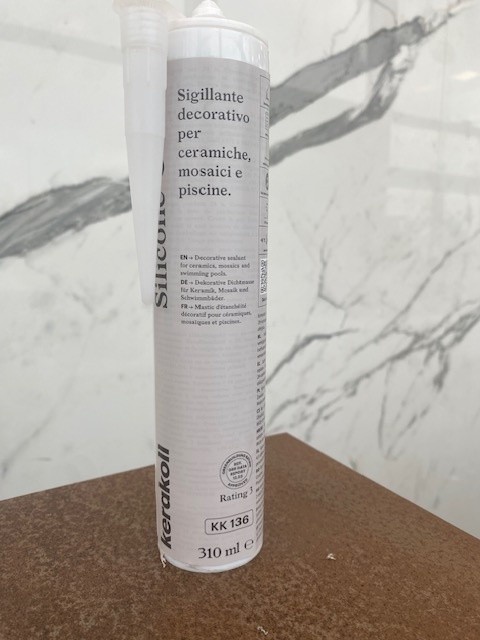 Sigillante
decorativo
per
ceramiche,
mosaici e
piscine.
Silicone
EN → Decorative sealant
for ceramics, mosaics and
swimming pools.
DE → Dekorative Dichtmasse
für Keramik, Mosaik und
Schwimmbäder.
FR → Mastic d'étanchéité
décoratif pour céramiques,
mosaïques et piscines.
kerakoll
Rating 3
KK 136
310 ml ℮